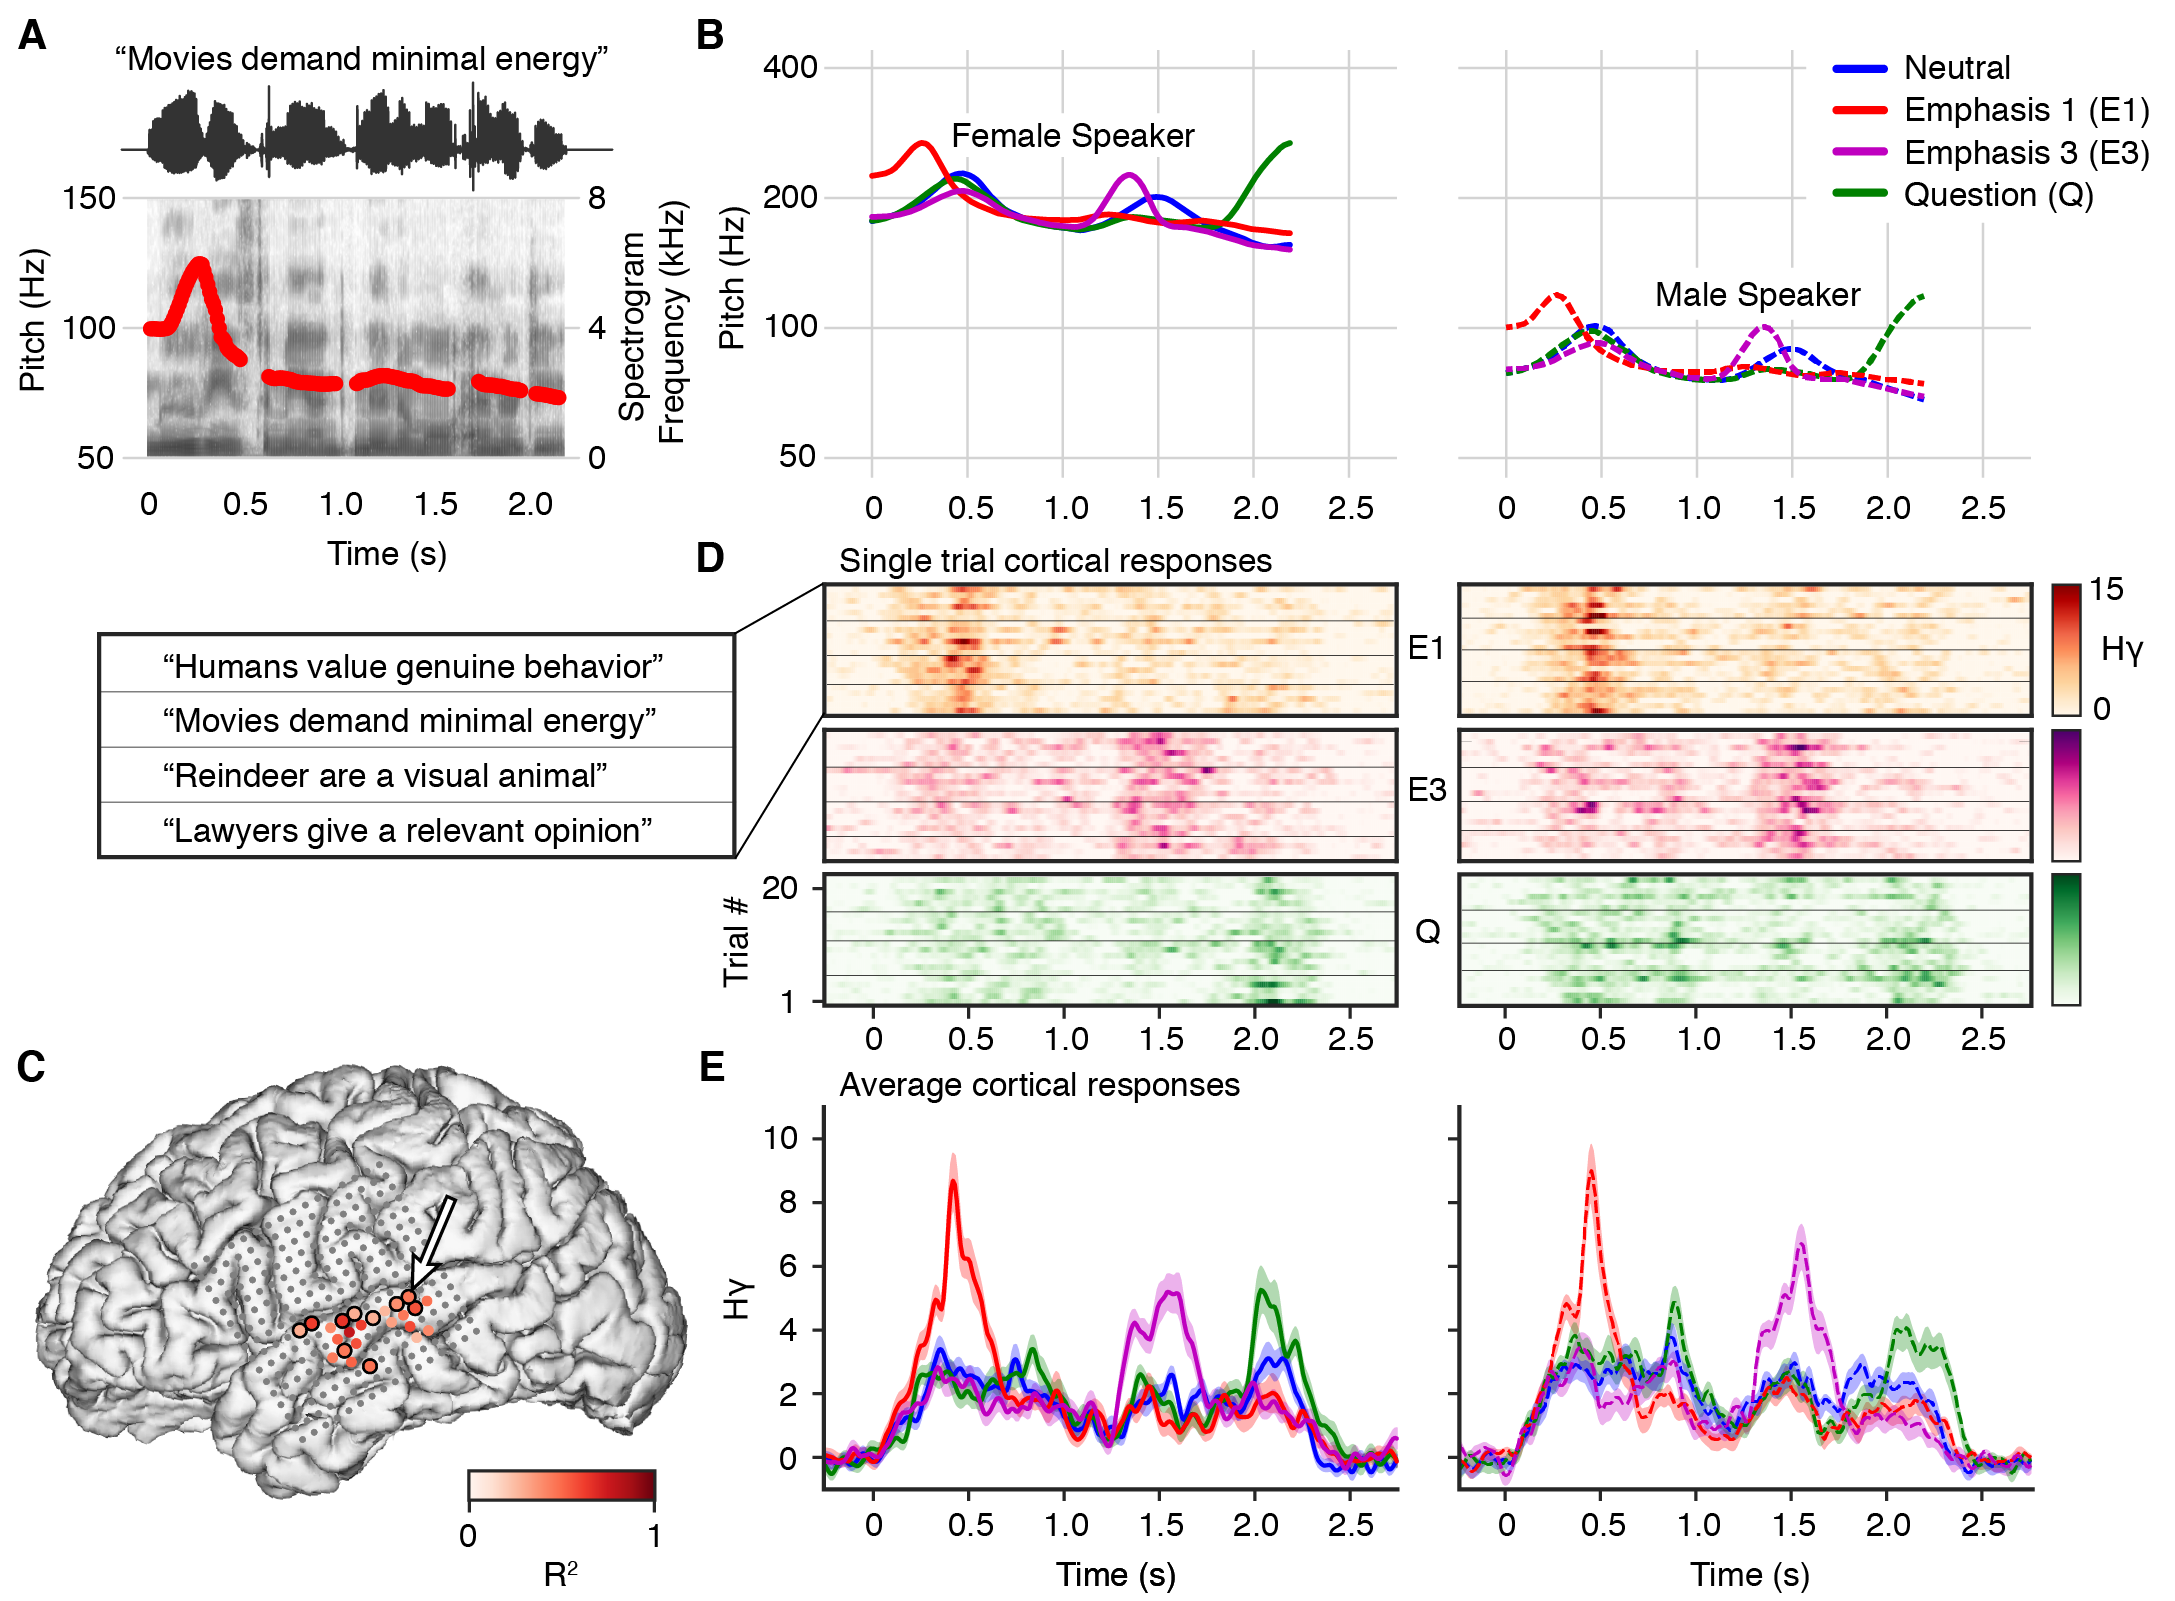 A
“Movies demand minimal energy”
150
100
50
Pitch (Hz)
8
4
0
Spectrogram
Frequency (kHz)
0 0.5 1.0 1.5 2.0
Time (s)
B
400
200
100
50
Pitch (Hz)
Female Speaker
0 0.5 1.0 1.5 2.0 2.5
Male Speaker
0 0.5 1.0 1.5 2.0 2.5
Neutral
Emphasis 1 (E1)
Emphasis 3 (E3)
Question (Q)
“Humans value genuine behavior”
“Movies demand minimal energy”
“Reindeer are a visual animal”
“Lawyers give a relevant opinion”
D
Single trial cortical responses
E1
E3
Q
15
Hγ
0
20
1
Trial #
0 0.5 1.0 1.5 2.0 2.5
0 0.5 1.0 1.5 2.0 2.5
C
0 1
R²
E
Average cortical responses
10
8
6
4
2
0
Hγ
0 0.5 1.0 1.5 2.0 2.5
Time (s)
0 0.5 1.0 1.5 2.0 2.5
Time (s)